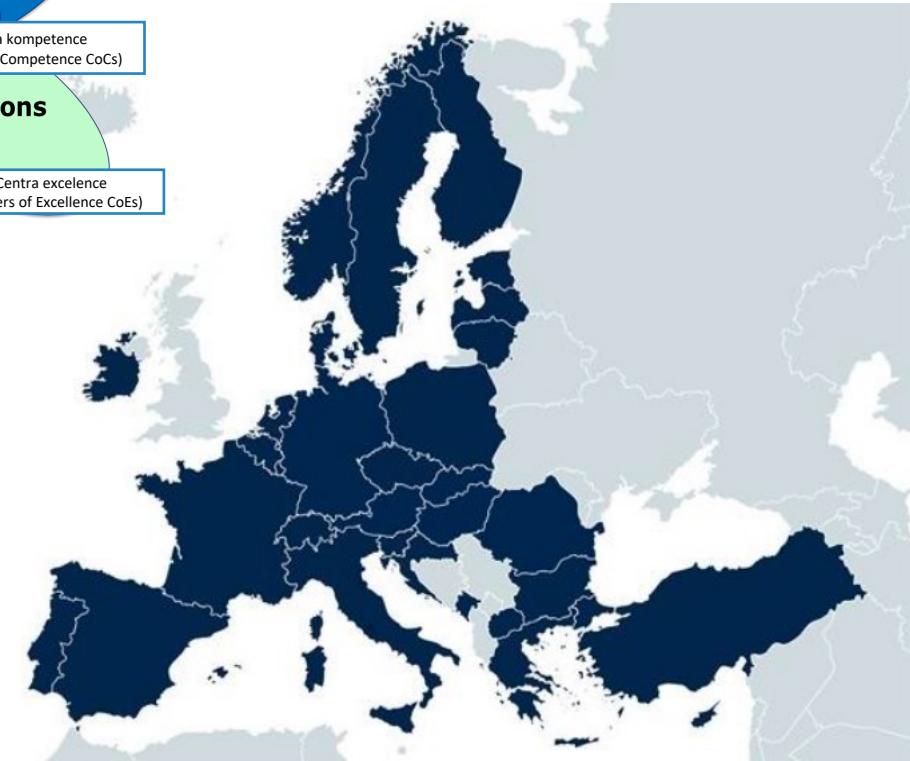 kompetence
Competence CoCs)
ons
Centra excelence
ers of Excellence CoEs)